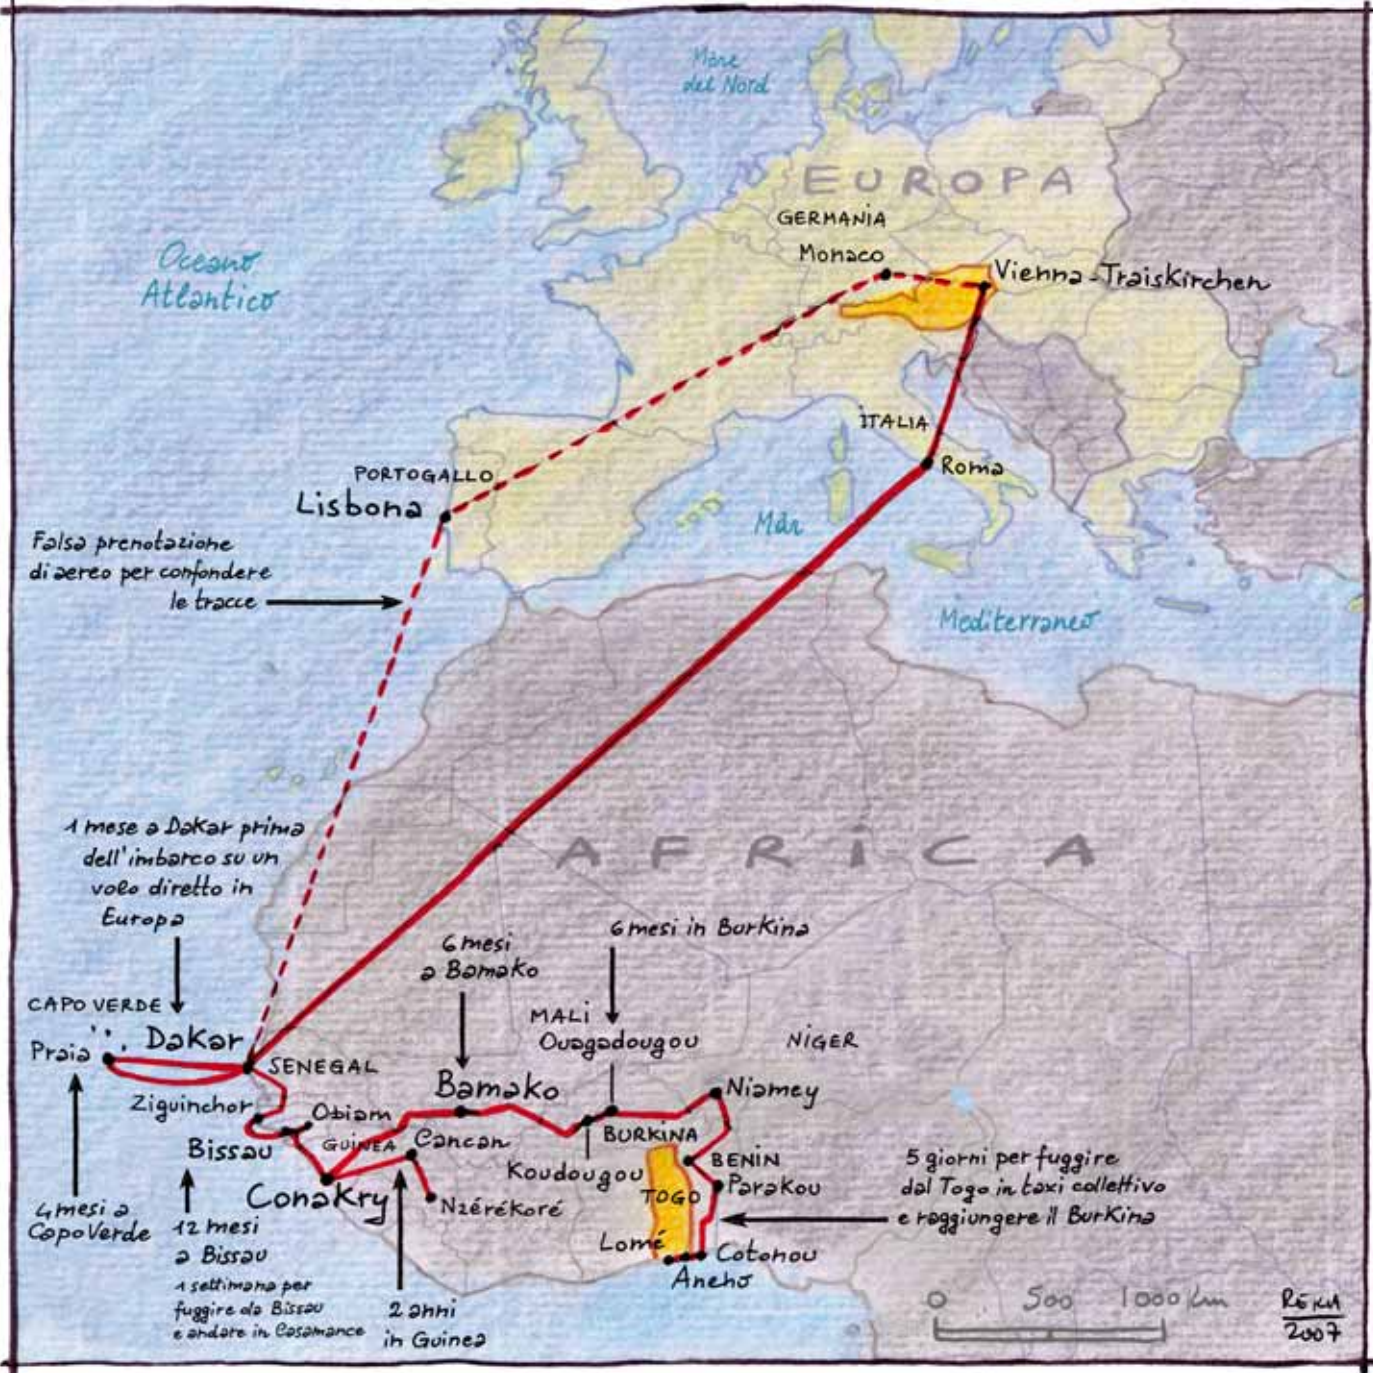 Mare
del Nord
EUROPA
GERMANIA
Monaco
Vienna-Traiskirchen
Oceano
Atlantico
ITALIA
Roma
PORTOGALLO
Lisbona
Mar
Mediterraneo
Falsa prenotazione
di aereo per confondere
le tracce
AFRICA
1 mese a Dakar prima
dell'imbarco su un
volo diretto in
Europa
6 mesi
a Bamako
6 mesi in Burkina
CAPO VERDE
Praia
Dakar
SENEGAL
MALI
Ouagadougou
NIGER
Niamey
Bamako
Ziguinchor
Obiam
Bissau
GUINEA
Cancan
BURKINA
Koudougou
BENIN
Parakou
TOGO
Conakry
Nzérékoré
Lomé
Cotonou
Aneho
5 giorni per fuggire
dal Togo in taxi collettivo
e raggiungere il Burkina
4 mesi a
Capo Verde
12 mesi
a Bissau
1 settimana per
fuggire da Bissau
e andare in Casamance
2 anni
in Guinea
0 500 1000 km
REKA
2007